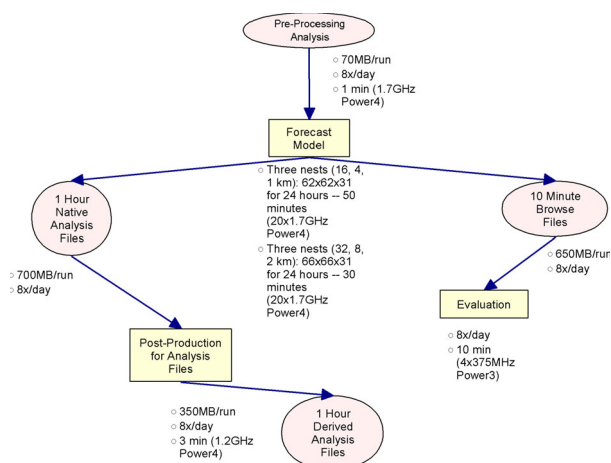 Pre-Processing
Analysis
○ 70MB/run
○ 8x/day
○ 1 min (1.7GHz
Power4)
Forecast
Model
○ Three nests (16, 4,
1 km): 62x62x31
for 24 hours -- 50
minutes
(20x1.7GHz
Power4)
○ Three nests (32, 8,
2 km): 66x66x31
for 24 hours -- 30
minutes
(20x1.7GHz
Power4)
1 Hour
Native
Analysis
Files
10 Minute
Browse
Files
○ 700MB/run
○ 8x/day
○ 650MB/run
○ 8x/day
Evaluation
○ 8x/day
○ 10 min
(4x375MHz
Power3)
Post-Production
for Analysis
Files
○ 350MB/run
○ 8x/day
○ 3 min (1.2GHz
Power4)
1 Hour
Derived
Analysis
Files